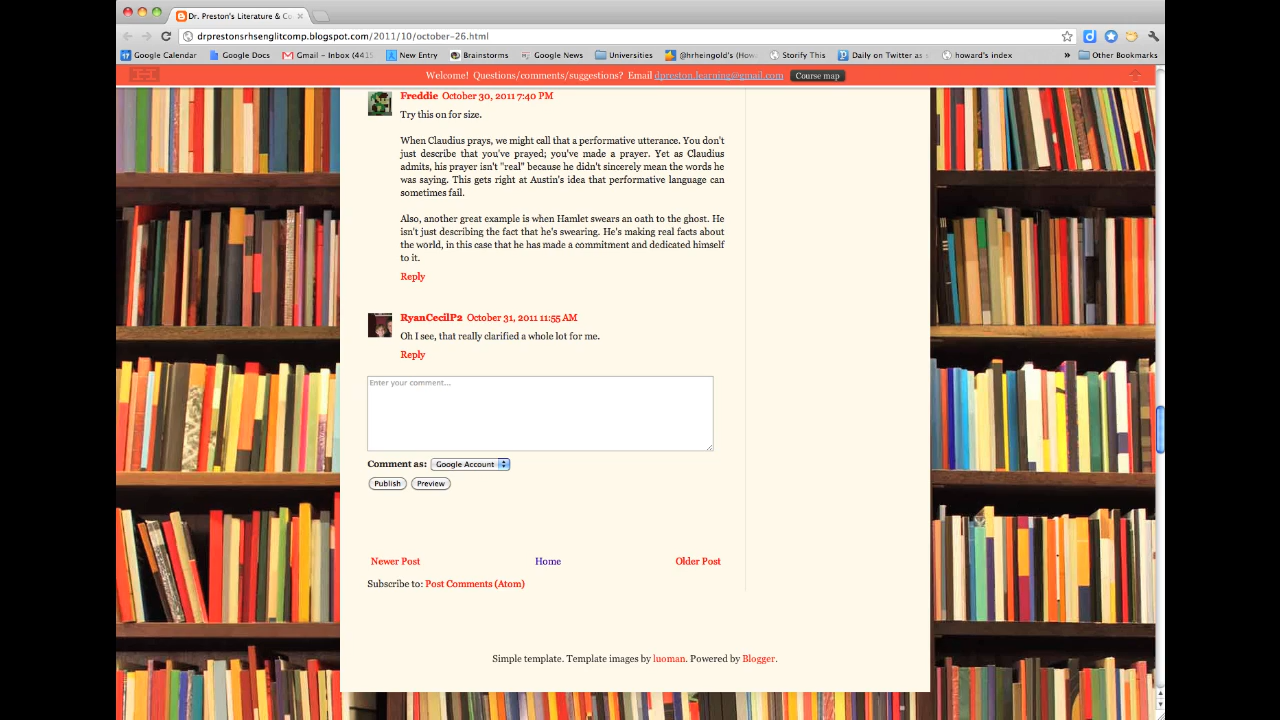 Dr. Preston's Literature & Co
drprestonsrhsenglitcomp.blogspot.com/2011/10/october-26.html
Google Calendar Google Docs Gmail - Inbox (441 New Entry Brainstorms Google News Universities @hrheingold's (How Storify This Daily on Twitter as howard's index » Other Bookmarks
Welcome! Questions/comments/suggestions? Email dpreston.learning@gmail.com Course map
Freddie October 30, 2011 7:40 PM
Try this on for size.
When Claudius prays, we might call that a performative utterance. You don't
just describe that you've prayed; you've made a prayer. Yet as Claudius
admits, his prayer isn't "real" because he didn't sincerely mean the words he
was saying. This gets right at Austin's idea that performative language can
sometimes fail.
Also, another great example is when Hamlet swears an oath to the ghost. He
isn't just describing the fact that he's swearing. He's making real facts about
the world, in this case that he has made a commitment and dedicated himself
to it.
Reply
RyanCecilP2 October 31, 2011 11:55 AM
Oh I see, that really clarified a whole lot for me.
Reply
Enter your comment...
Comment as: Google Account
Publish Preview
Newer Post Home Older Post
Subscribe to: Post Comments (Atom)
Simple template. Template images by luoman. Powered by Blogger.